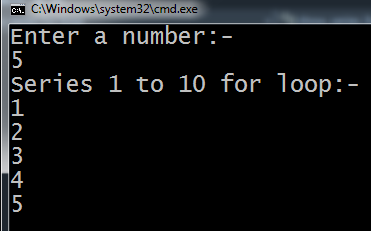 C:\Windows\system32\cmd.exe
Enter a number:-
5
Series 1 to 10 for loop:-
1
2
3
4
5